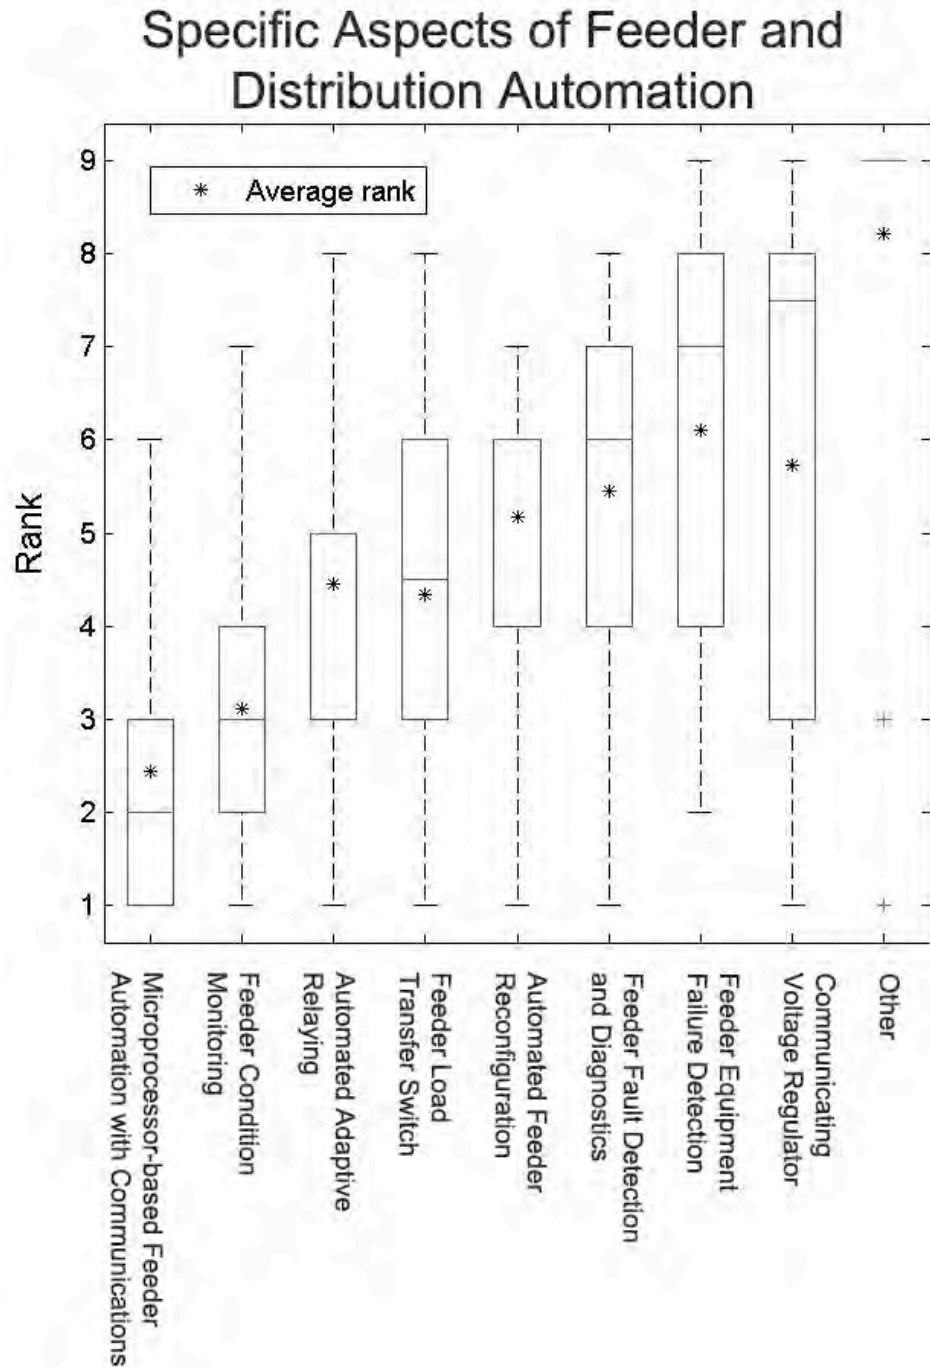 Specific Aspects of Feeder and
Distribution Automation
Average rank
Rank
9
8
7
6
5
4
3
2
1
Microprocessor-based Feeder
Automation with Communications
Feeder Condition
Monitoring
Automated Adaptive
Relaying
Feeder Load
Transfer Switch
Automated Feeder
Reconfiguration
Feeder Fault Detection
and Diagnostics
Feeder Equipment
Failure Detection
Communicating
Voltage Regulator
Other